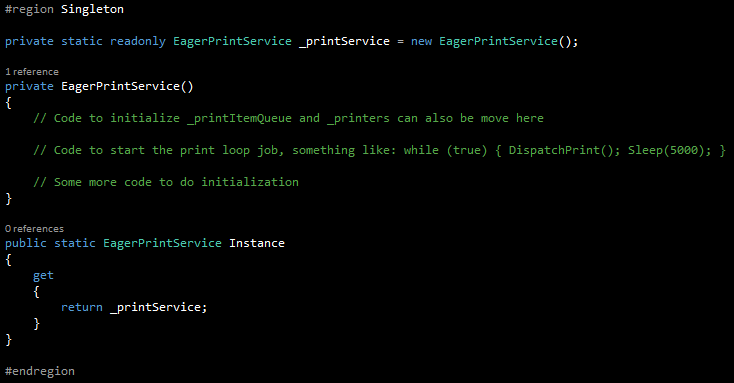 #region Singleton
private static readonly EagerPrintService _printService = new EagerPrintService();
1 reference
private EagerPrintService()
{
// Code to initialize _printItemQueue and _printers can also be move here
// Code to start the print loop job, something like: while (true) { DispatchPrint(); Sleep(5000); }
// Some more code to do initialization
}
0 references
public static EagerPrintService Instance
{
get
{
return _printService;
}
}
#endregion